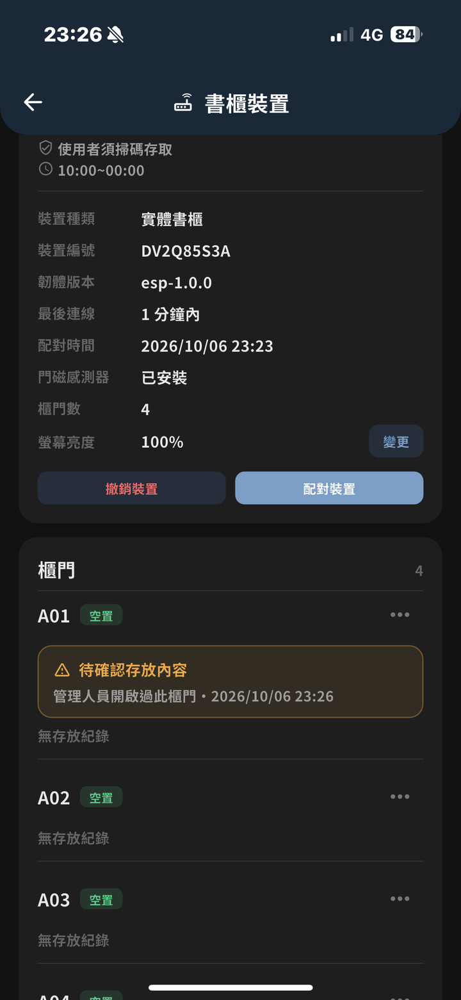 23:26 4G 84
書櫃裝置
使用者須掃碼存取
10:00~00:00
裝置種類 實體書櫃
裝置編號 DV2Q85S3A
韌體版本 esp-1.0.0
最後連線 1 分鐘內
配對時間 2026/10/06 23:23
門磁感測器 已安裝
櫃門數 4
螢幕亮度 100% 變更
撤銷裝置 配對裝置
櫃門 4
A01 空置
待確認存放內容
管理人員開啟過此櫃門・2026/10/06 23:26
無存放紀錄
A02 空置
無存放紀錄
A03 空置
無存放紀錄
A04 空置